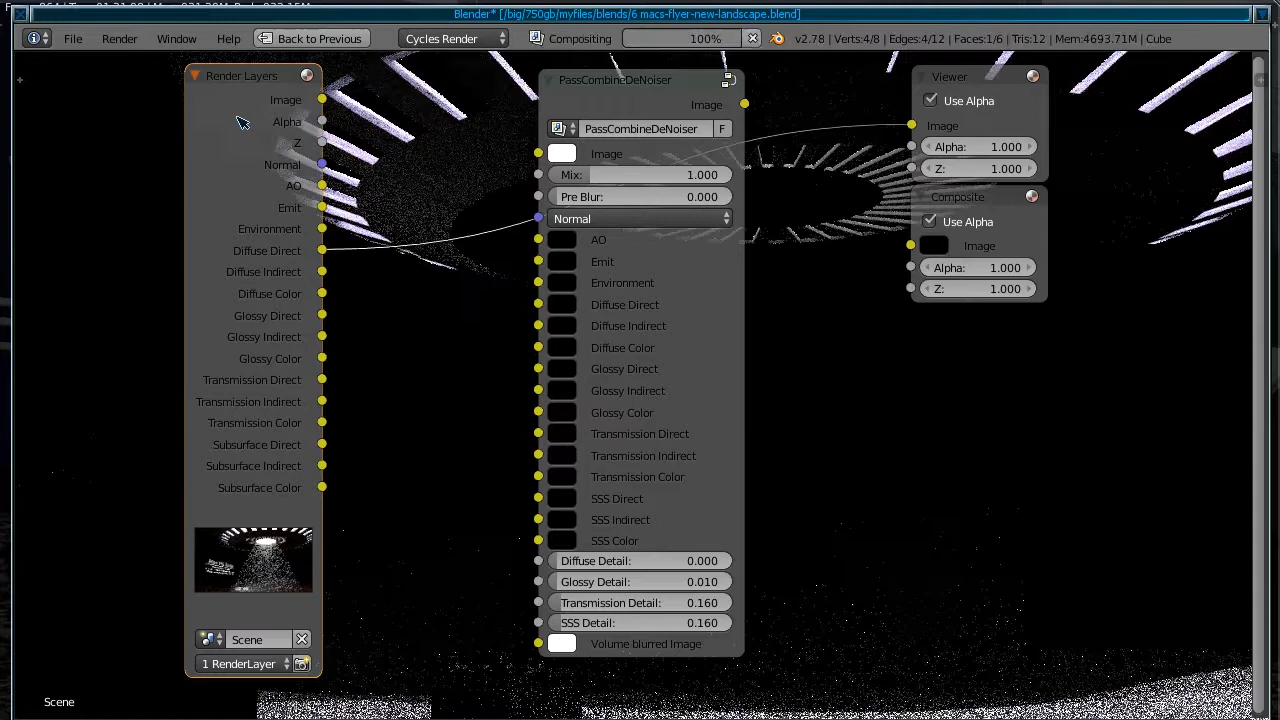 Blender* [/big/750gb/myfiles/blends/6 macs-flyer-new-landscape.blend]
File Render Window Help Back to Previous Cycles Render Compositing 100% v2.78 | Verts:4/8 | Edges:4/12 | Faces:1/6 | Tris:12 | Mem:4693.71M | Cube
Render Layers
Image
Alpha
Z
Normal
AO
Emit
Environment
Diffuse Direct
Diffuse Indirect
Diffuse Color
Glossy Direct
Glossy Indirect
Glossy Color
Transmission Direct
Transmission Indirect
Transmission Color
Subsurface Direct
Subsurface Indirect
Subsurface Color
Scene
1 RenderLayer
PassCombineDeNoiser
Image
PassCombineDeNoiser F
Image
Mix: 1.000
Pre Blur: 0.000
Normal
AO
Emit
Environment
Diffuse Direct
Diffuse Indirect
Diffuse Color
Glossy Direct
Glossy Indirect
Glossy Color
Transmission Direct
Transmission Indirect
Transmission Color
SSS Direct
SSS Indirect
SSS Color
Diffuse Detail: 0.000
Glossy Detail: 0.010
Transmission Detail: 0.160
SSS Detail: 0.160
Volume blurred Image
Viewer
Use Alpha
Image
Alpha: 1.000
Z: 1.000
Composite
Use Alpha
Image
Alpha: 1.000
Z: 1.000
Scene